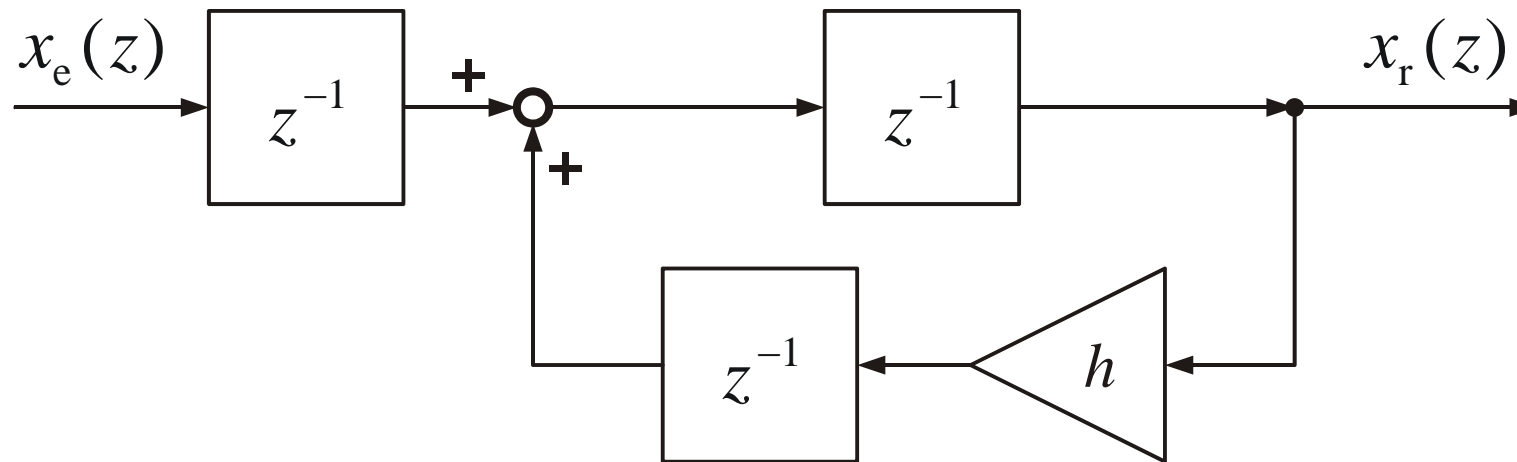 xₑ(z)
z⁻¹
+
+
z⁻¹
xᵣ(z)
z⁻¹
h